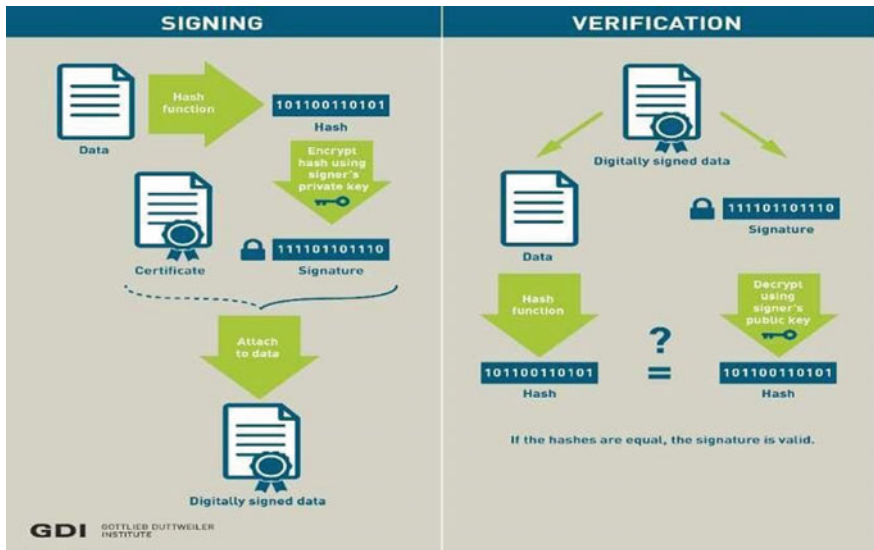 SIGNING
Hash
function
101100110101
Hash
Data
Encrypt
hash using
signer's
private key
Certificate
111101101110
Signature
Attach
to data
Digitally signed data
GDI GOTTLIEB DUTTWEILER
INSTITUTE
VERIFICATION
Digitally signed data
Data
111101101110
Signature
Hash
function
Decrypt
using
signer's
public key
101100110101
Hash
?
=
101100110101
Hash
If the hashes are equal, the signature is valid.